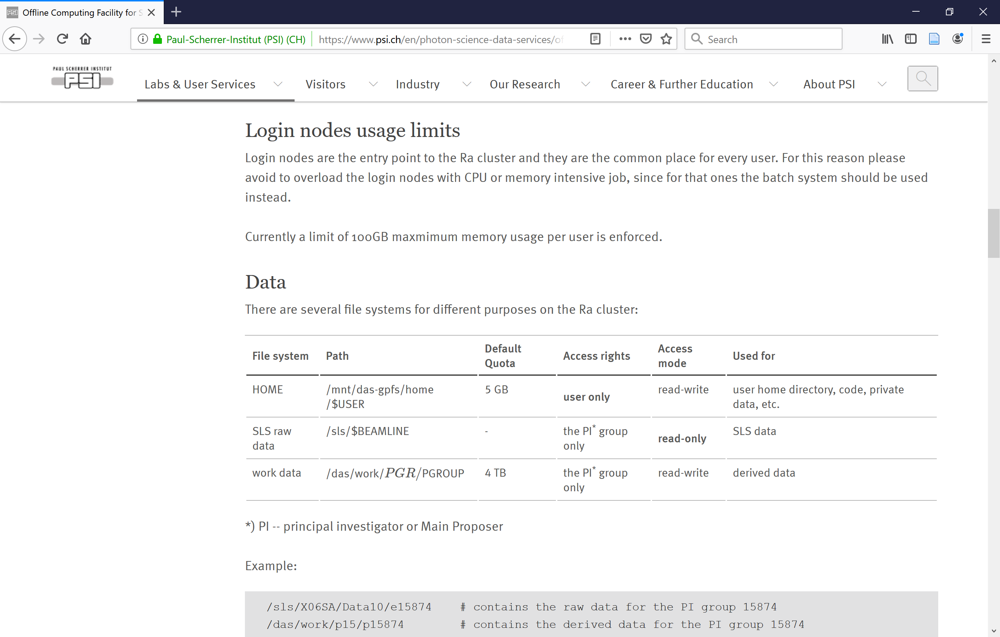 Offline Computing Facility for S
Paul-Scherrer-Institut (PSI) (CH)
https://www.psi.ch/en/photon-science-data-services/of
Search
PAUL SCHERRER INSTITUT
PSI
Labs & User Services
Visitors
Industry
Our Research
Career & Further Education
About PSI
Login nodes usage limits
Login nodes are the entry point to the Ra cluster and they are the common place for every user. For this reason please
avoid to overload the login nodes with CPU or memory intensive job, since for that ones the batch system should be used
instead.
Currently a limit of 100GB maxmimum memory usage per user is enforced.
Data
There are several file systems for different purposes on the Ra cluster:
File system Path Default Quota Access rights Access mode Used for
HOME /mnt/das-gpfs/home 5 GB user only read-write user home directory, code, private
/$USER data, etc.
SLS raw /sls/$BEAMLINE - the PI* group read-only SLS data
data only
work data /das/work/PGR/PGROUP 4 TB the PI* group read-write derived data
only
*) PI -- principal investigator or Main Proposer
Example:
/sls/X06SA/Data10/e15874 # contains the raw data for the PI group 15874
/das/work/p15/p15874 # contains the derived data for the PI group 15874